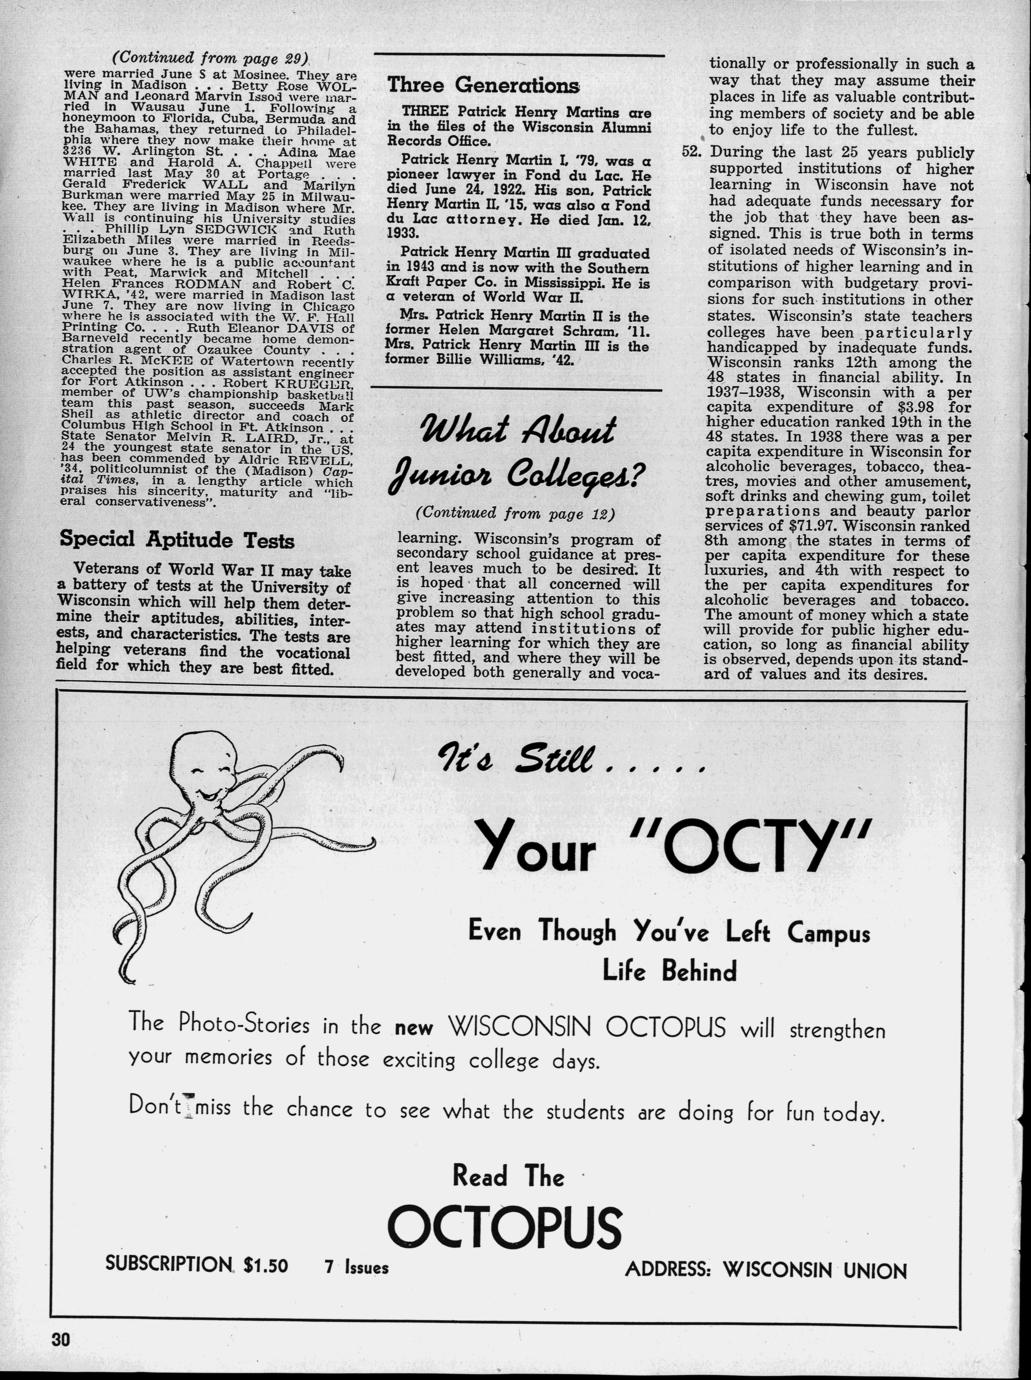 (Continued from page 29)
were married June 8 at Mosinee. They are
living in Madison . . . Betty Rose WOL-
MAN and Leonard Marvin Issod were mar-
ried in Wausau June 1. Following a
honeymoon to Florida, Cuba, Bermuda and
the Bahamas, they returned to Philadel-
phia where they now make their home at
3236 W. Arlington St. . . . Adina Mae
WHITE and Harold A. Chappell were
married last May 30 at Portage . . .
Gerald Frederick WALL and Marilyn
Burkman were married May 25 in Milwau-
kee. They are living in Madison where Mr.
Wall is continuing his University studies
. . . Phillip Lyn SEDGWICK and Ruth
Elizabeth Miles were married in Reeds-
burg on June 3. They are living in Mil-
waukee where he is a public accountant
with Peat, Marwick and Mitchell . . .
Helen Frances RODMAN and Robert C.
WIRKA, '42, were married in Madison last
June 7. They are now living in Chicago
where he is associated with the W. F. Hall
Printing Co. . . . Ruth Eleanor DAVIS of
Barneveld recently became home demon-
stration agent of Ozaukee County . . .
Charles R. McKEE of Watertown recently
accepted the position as assistant engineer
for Fort Atkinson . . . Robert KRUEGER,
member of UW's championship basketball
team this past season, succeeds Mark
Shell as athletic director and coach of
Columbus High School in Ft. Atkinson . . .
State Senator Melvin R. LAIRD, Jr., at
24 the youngest state senator in the US,
has been commended by Aldric REVELL,
'34, politicolumnist of the (Madison) Cap-
ital Times, in a lengthy article which
praises his sincerity, maturity and "lib-
eral conservativeness".
Special Aptitude Tests
Veterans of World War II may take
a battery of tests at the University of
Wisconsin which will help them deter-
mine their aptitudes, abilities, inter-
ests, and characteristics. The tests are
helping veterans find the vocational
field for which they are best fitted.
Three Generations
THREE Patrick Henry Martins are
in the files of the Wisconsin Alumni
Records Office.
Patrick Henry Martin I, '79, was a
pioneer lawyer in Fond du Lac. He
died June 24, 1922. His son, Patrick
Henry Martin II, '15, was also a Fond
du Lac attorney. He died Jan. 12,
1933.
Patrick Henry Martin III graduated
in 1943 and is now with the Southern
Kraft Paper Co. in Mississippi. He is
a veteran of World War II.
Mrs. Patrick Henry Martin II is the
former Helen Margaret Schram, '11.
Mrs. Patrick Henry Martin III is the
former Billie Williams, '42.
What About
Junior Colleges?
(Continued from page 12)
learning. Wisconsin's program of
secondary school guidance at pres-
ent leaves much to be desired. It
is hoped that all concerned will
give increasing attention to this
problem so that high school gradu-
ates may attend institutions of
higher learning for which they are
best fitted, and where they will be
developed both generally and voca-
tionally or professionally in such a
way that they may assume their
places in life as valuable contribut-
ing members of society and be able
to enjoy life to the fullest.
52. During the last 25 years publicly
supported institutions of higher
learning in Wisconsin have not
had adequate funds necessary for
the job that they have been as-
signed. This is true both in terms
of isolated needs of Wisconsin's in-
stitutions of higher learning and in
comparison with budgetary provi-
sions for such institutions in other
states. Wisconsin's state teachers
colleges have been particularly
handicapped by inadequate funds.
Wisconsin ranks 12th among the
48 states in financial ability. In
1937–1938, Wisconsin with a per
capita expenditure of $3.98 for
higher education ranked 19th in the
48 states. In 1938 there was a per
capita expenditure in Wisconsin for
alcoholic beverages, tobacco, thea-
tres, movies and other amusement,
soft drinks and chewing gum, toilet
preparations and beauty parlor
services of $71.97. Wisconsin ranked
8th among the states in terms of
per capita expenditure for these
luxuries, and 4th with respect to
the per capita expenditures for
alcoholic beverages and tobacco.
The amount of money which a state
will provide for public higher edu-
cation, so long as financial ability
is observed, depends upon its stand-
ard of values and its desires.
It's Still . . . . .
Your "OCTY"
Even Though You've Left Campus
Life Behind
The Photo-Stories in the new WISCONSIN OCTOPUS will strengthen
your memories of those exciting college days.
Don't miss the chance to see what the students are doing for fun today.
Read The
OCTOPUS
SUBSCRIPTION $1.50 7 Issues
ADDRESS: WISCONSIN UNION
30